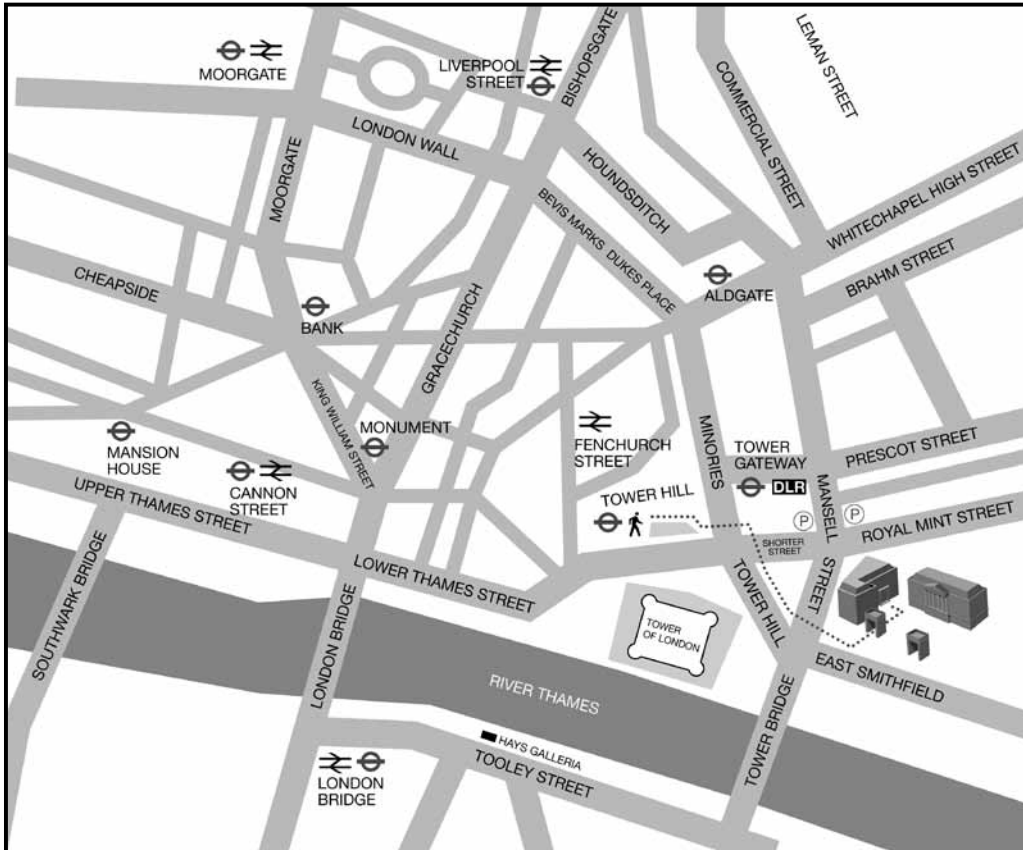 MOORGATE
LIVERPOOL
STREET
BISHOPSGATE
COMMERCIAL STREET
LEMAN STREET
LONDON WALL
MOORGATE
HOUNDSDITCH
BEVIS MARKS DUKES PLACE
WHITECHAPEL HIGH STREET
BRAHM STREET
ALDGATE
CHEAPSIDE
BANK
GRACECHURCH
KING WILLIAM STREET
MONUMENT
MANSION
HOUSE
CANNON
STREET
FENCHURCH
STREET
MINORIES
TOWER
GATEWAY
DLR
MANSELL
STREET
PRESCOT STREET
UPPER THAMES STREET
TOWER HILL
P
P
ROYAL MINT STREET
SHORTER
STREET
LOWER THAMES STREET
TOWER HILL
SOUTHWARK BRIDGE
LONDON BRIDGE
TOWER
OF LONDON
EAST SMITHFIELD
RIVER THAMES
TOWER BRIDGE
HAYS GALLERIA
TOOLEY STREET
LONDON
BRIDGE